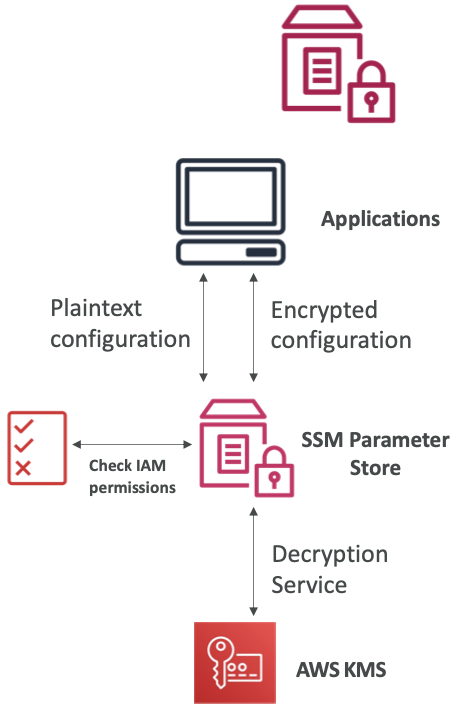 Applications
Plaintext
configuration
Encrypted
configuration
SSM Parameter
Store
Check IAM
permissions
Decryption
Service
AWS KMS